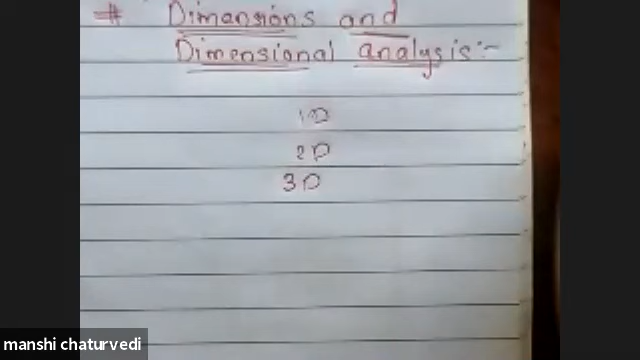 # Dimensions and
Dimensional analysis :-
1D
2D
3D
manshi chaturvedi